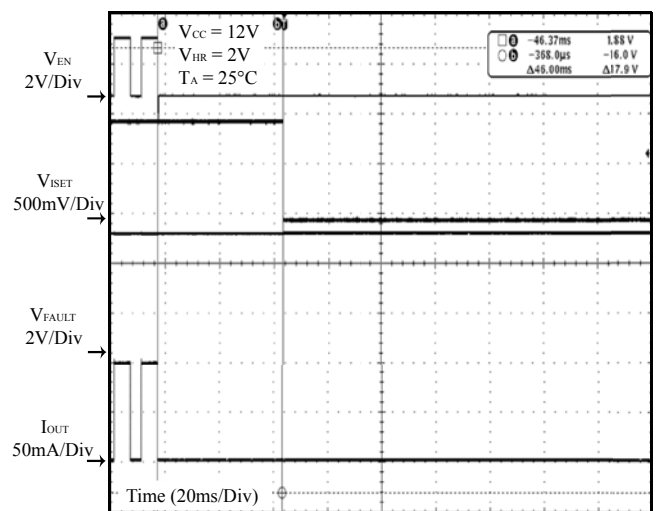 VCC = 12V
VHR = 2V
TA = 25°C
a -46.37ms 1.88 V
b -368.0µs -16.0 V
Δ46.00ms Δ17.9 V
VEN
2V/Div
VISET
500mV/Div
VFAULT
2V/Div
IOUT
50mA/Div
Time (20ms/Div)